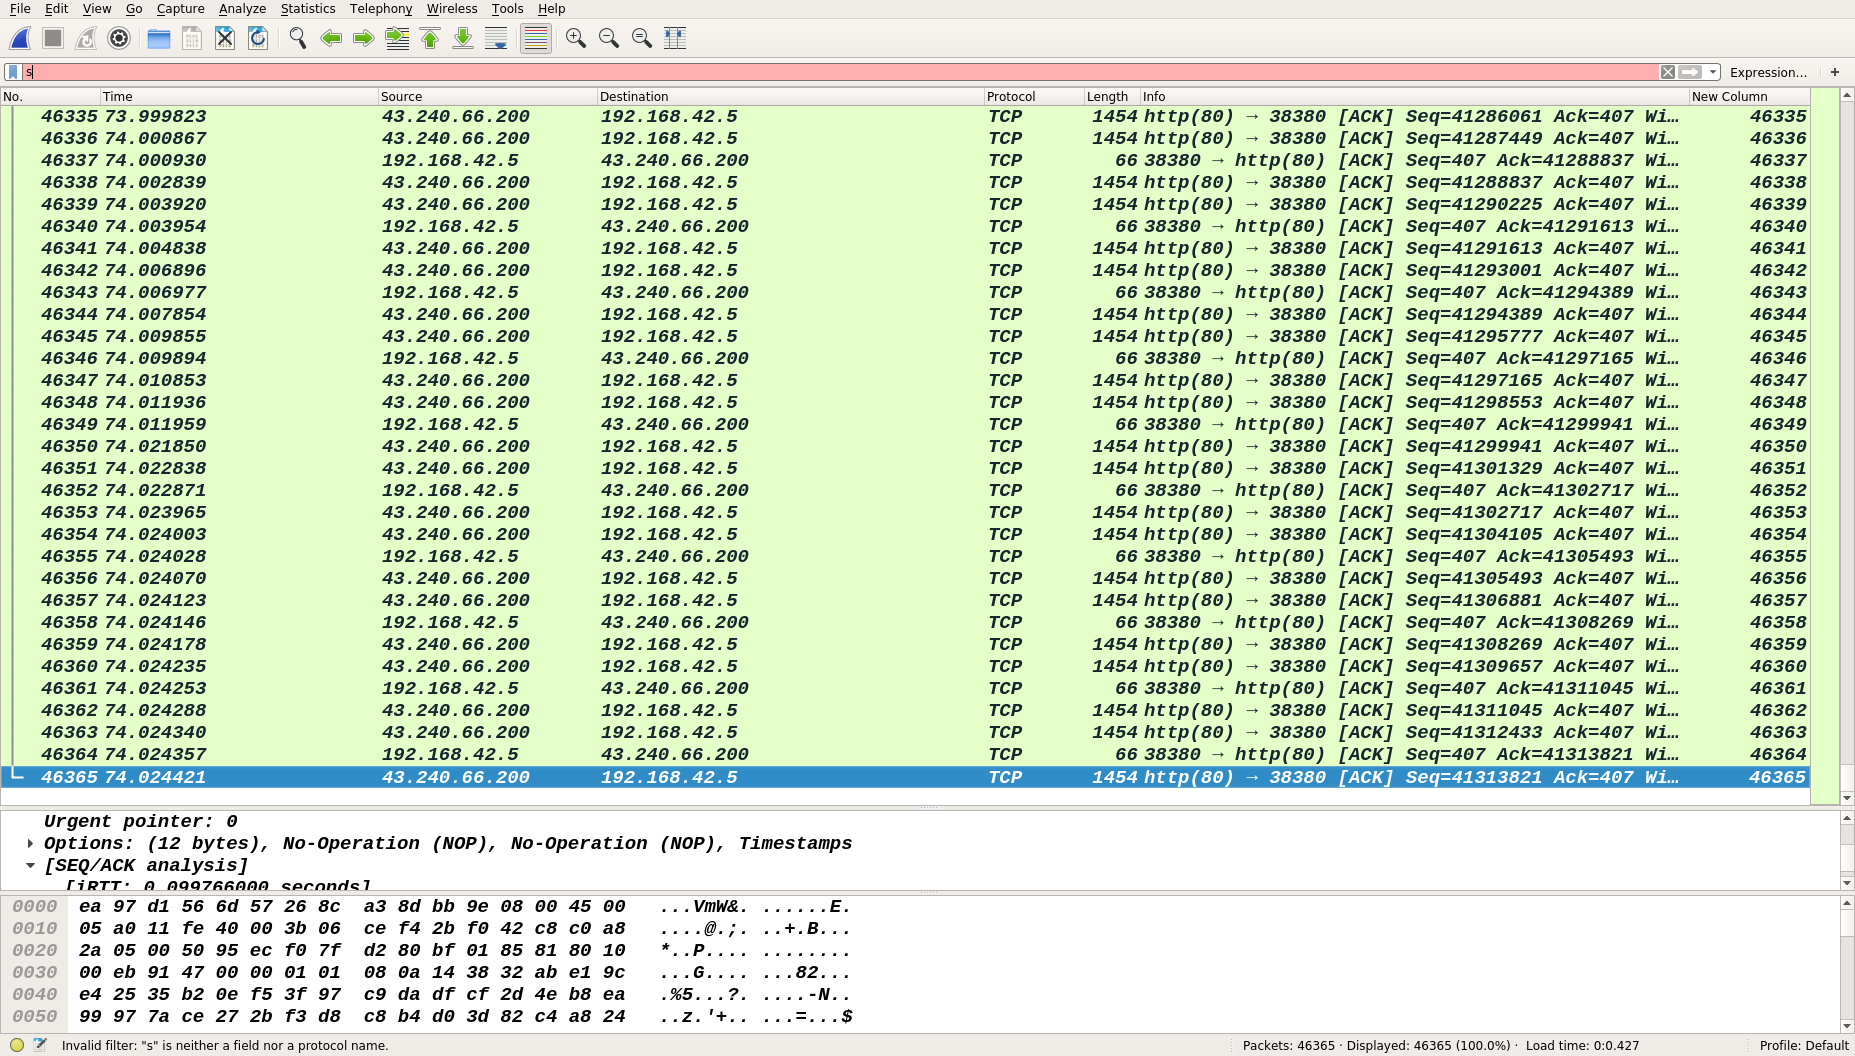 File Edit View Go Capture Analyze Statistics Telephony Wireless Tools Help
s Expression… +
No. Time Source Destination Protocol Length Info New Column
46335 73.999823 43.240.66.200 192.168.42.5 TCP 1454 http(80) → 38380 [ACK] Seq=41286061 Ack=407 Wi… 46335
46336 74.000867 43.240.66.200 192.168.42.5 TCP 1454 http(80) → 38380 [ACK] Seq=41287449 Ack=407 Wi… 46336
46337 74.000930 192.168.42.5 43.240.66.200 TCP 66 38380 → http(80) [ACK] Seq=407 Ack=41288837 Wi… 46337
46338 74.002839 43.240.66.200 192.168.42.5 TCP 1454 http(80) → 38380 [ACK] Seq=41288837 Ack=407 Wi… 46338
46339 74.003920 43.240.66.200 192.168.42.5 TCP 1454 http(80) → 38380 [ACK] Seq=41290225 Ack=407 Wi… 46339
46340 74.003954 192.168.42.5 43.240.66.200 TCP 66 38380 → http(80) [ACK] Seq=407 Ack=41291613 Wi… 46340
46341 74.004838 43.240.66.200 192.168.42.5 TCP 1454 http(80) → 38380 [ACK] Seq=41291613 Ack=407 Wi… 46341
46342 74.006896 43.240.66.200 192.168.42.5 TCP 1454 http(80) → 38380 [ACK] Seq=41293001 Ack=407 Wi… 46342
46343 74.006977 192.168.42.5 43.240.66.200 TCP 66 38380 → http(80) [ACK] Seq=407 Ack=41294389 Wi… 46343
46344 74.007854 43.240.66.200 192.168.42.5 TCP 1454 http(80) → 38380 [ACK] Seq=41294389 Ack=407 Wi… 46344
46345 74.009855 43.240.66.200 192.168.42.5 TCP 1454 http(80) → 38380 [ACK] Seq=41295777 Ack=407 Wi… 46345
46346 74.009894 192.168.42.5 43.240.66.200 TCP 66 38380 → http(80) [ACK] Seq=407 Ack=41297165 Wi… 46346
46347 74.010853 43.240.66.200 192.168.42.5 TCP 1454 http(80) → 38380 [ACK] Seq=41297165 Ack=407 Wi… 46347
46348 74.011936 43.240.66.200 192.168.42.5 TCP 1454 http(80) → 38380 [ACK] Seq=41298553 Ack=407 Wi… 46348
46349 74.011959 192.168.42.5 43.240.66.200 TCP 66 38380 → http(80) [ACK] Seq=407 Ack=41299941 Wi… 46349
46350 74.021850 43.240.66.200 192.168.42.5 TCP 1454 http(80) → 38380 [ACK] Seq=41299941 Ack=407 Wi… 46350
46351 74.022838 43.240.66.200 192.168.42.5 TCP 1454 http(80) → 38380 [ACK] Seq=41301329 Ack=407 Wi… 46351
46352 74.022871 192.168.42.5 43.240.66.200 TCP 66 38380 → http(80) [ACK] Seq=407 Ack=41302717 Wi… 46352
46353 74.023965 43.240.66.200 192.168.42.5 TCP 1454 http(80) → 38380 [ACK] Seq=41302717 Ack=407 Wi… 46353
46354 74.024003 43.240.66.200 192.168.42.5 TCP 1454 http(80) → 38380 [ACK] Seq=41304105 Ack=407 Wi… 46354
46355 74.024028 192.168.42.5 43.240.66.200 TCP 66 38380 → http(80) [ACK] Seq=407 Ack=41305493 Wi… 46355
46356 74.024070 43.240.66.200 192.168.42.5 TCP 1454 http(80) → 38380 [ACK] Seq=41305493 Ack=407 Wi… 46356
46357 74.024123 43.240.66.200 192.168.42.5 TCP 1454 http(80) → 38380 [ACK] Seq=41306881 Ack=407 Wi… 46357
46358 74.024146 192.168.42.5 43.240.66.200 TCP 66 38380 → http(80) [ACK] Seq=407 Ack=41308269 Wi… 46358
46359 74.024178 43.240.66.200 192.168.42.5 TCP 1454 http(80) → 38380 [ACK] Seq=41308269 Ack=407 Wi… 46359
46360 74.024235 43.240.66.200 192.168.42.5 TCP 1454 http(80) → 38380 [ACK] Seq=41309657 Ack=407 Wi… 46360
46361 74.024253 192.168.42.5 43.240.66.200 TCP 66 38380 → http(80) [ACK] Seq=407 Ack=41311045 Wi… 46361
46362 74.024288 43.240.66.200 192.168.42.5 TCP 1454 http(80) → 38380 [ACK] Seq=41311045 Ack=407 Wi… 46362
46363 74.024340 43.240.66.200 192.168.42.5 TCP 1454 http(80) → 38380 [ACK] Seq=41312433 Ack=407 Wi… 46363
46364 74.024357 192.168.42.5 43.240.66.200 TCP 66 38380 → http(80) [ACK] Seq=407 Ack=41313821 Wi… 46364
46365 74.024421 43.240.66.200 192.168.42.5 TCP 1454 http(80) → 38380 [ACK] Seq=41313821 Ack=407 Wi… 46365
Urgent pointer: 0
Options: (12 bytes), No-Operation (NOP), No-Operation (NOP), Timestamps
[SEQ/ACK analysis]
[iRTT: 0.099766000 seconds]
0000 ea 97 d1 56 6d 57 26 8c a3 8d bb 9e 08 00 45 00 ...VmW&. ......E.
0010 05 a0 11 fe 40 00 3b 06 ce f4 2b f0 42 c8 c0 a8 ....@.;. ..+.B...
0020 2a 05 00 50 95 ec f0 7f d2 80 bf 01 85 81 80 10 *..P.... ........
0030 00 eb 91 47 00 00 01 01 08 0a 14 38 32 ab e1 9c ...G.... ...82...
0040 e4 25 35 b2 0e f5 3f 97 c9 da df cf 2d 4e b8 ea .%5...?. ....-N..
0050 99 97 7a ce 27 2b f3 d8 c8 b4 d0 3d 82 c4 a8 24 ..z.'+.. ...=...$
Invalid filter: "s" is neither a field nor a protocol name. Packets: 46365 · Displayed: 46365 (100.0%) · Load time: 0:0.427 Profile: Default